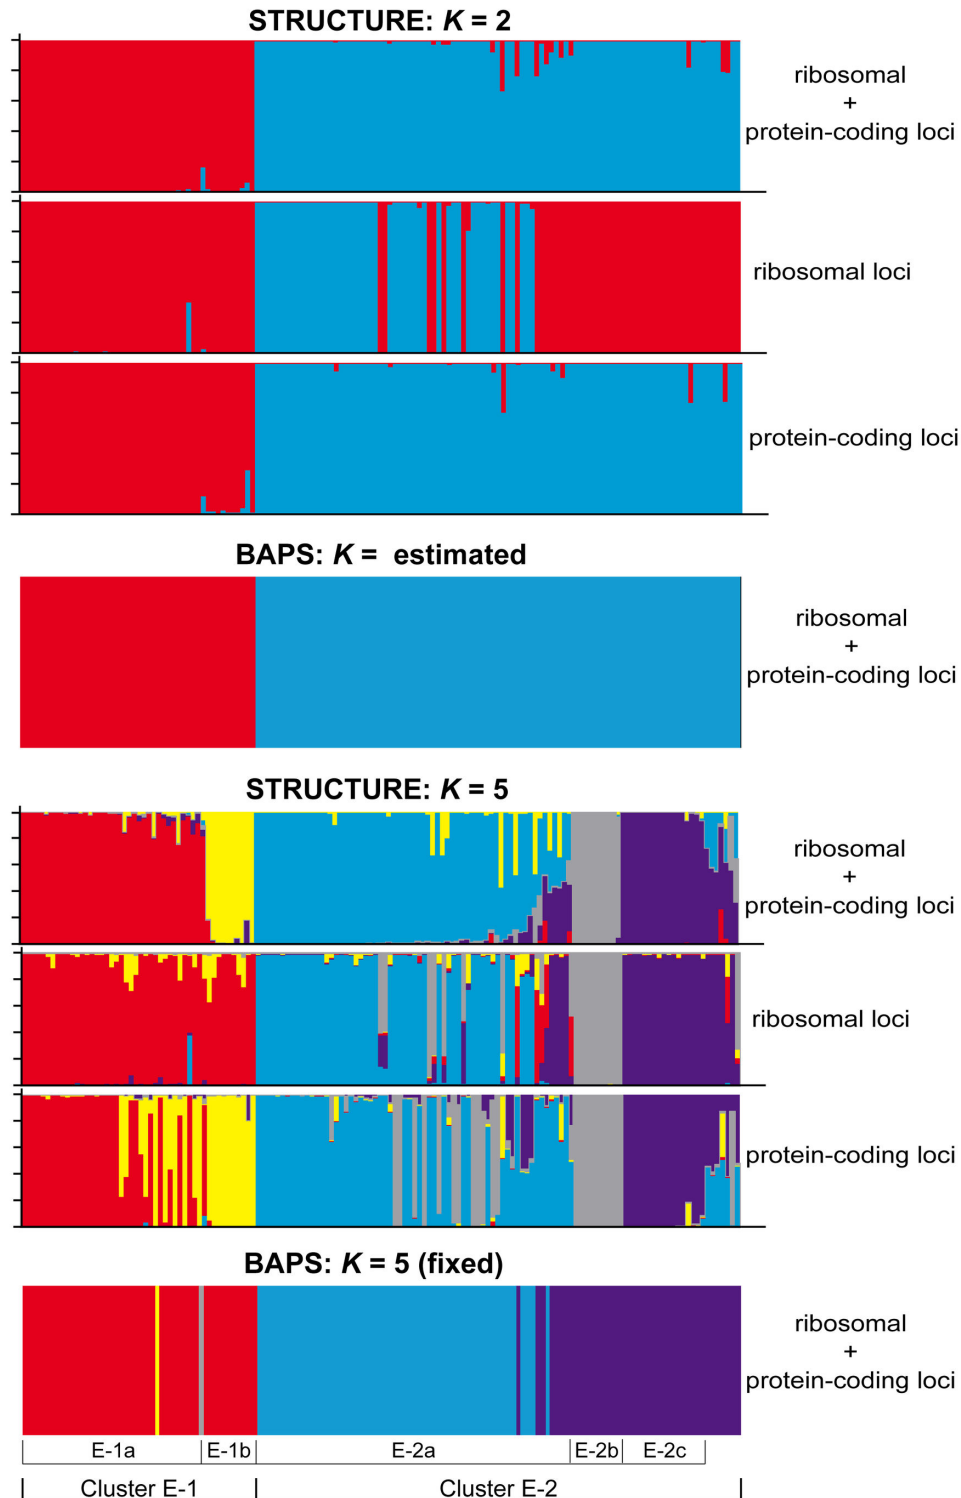 STRUCTURE: K = 2
ribosomal
+
protein-coding loci
ribosomal loci
protein-coding loci
BAPS: K = estimated
ribosomal
+
protein-coding loci
STRUCTURE: K = 5
ribosomal
+
protein-coding loci
ribosomal loci
protein-coding loci
BAPS: K = 5 (fixed)
ribosomal
+
protein-coding loci
E-1a E-1b E-2a E-2b E-2c
Cluster E-1 Cluster E-2